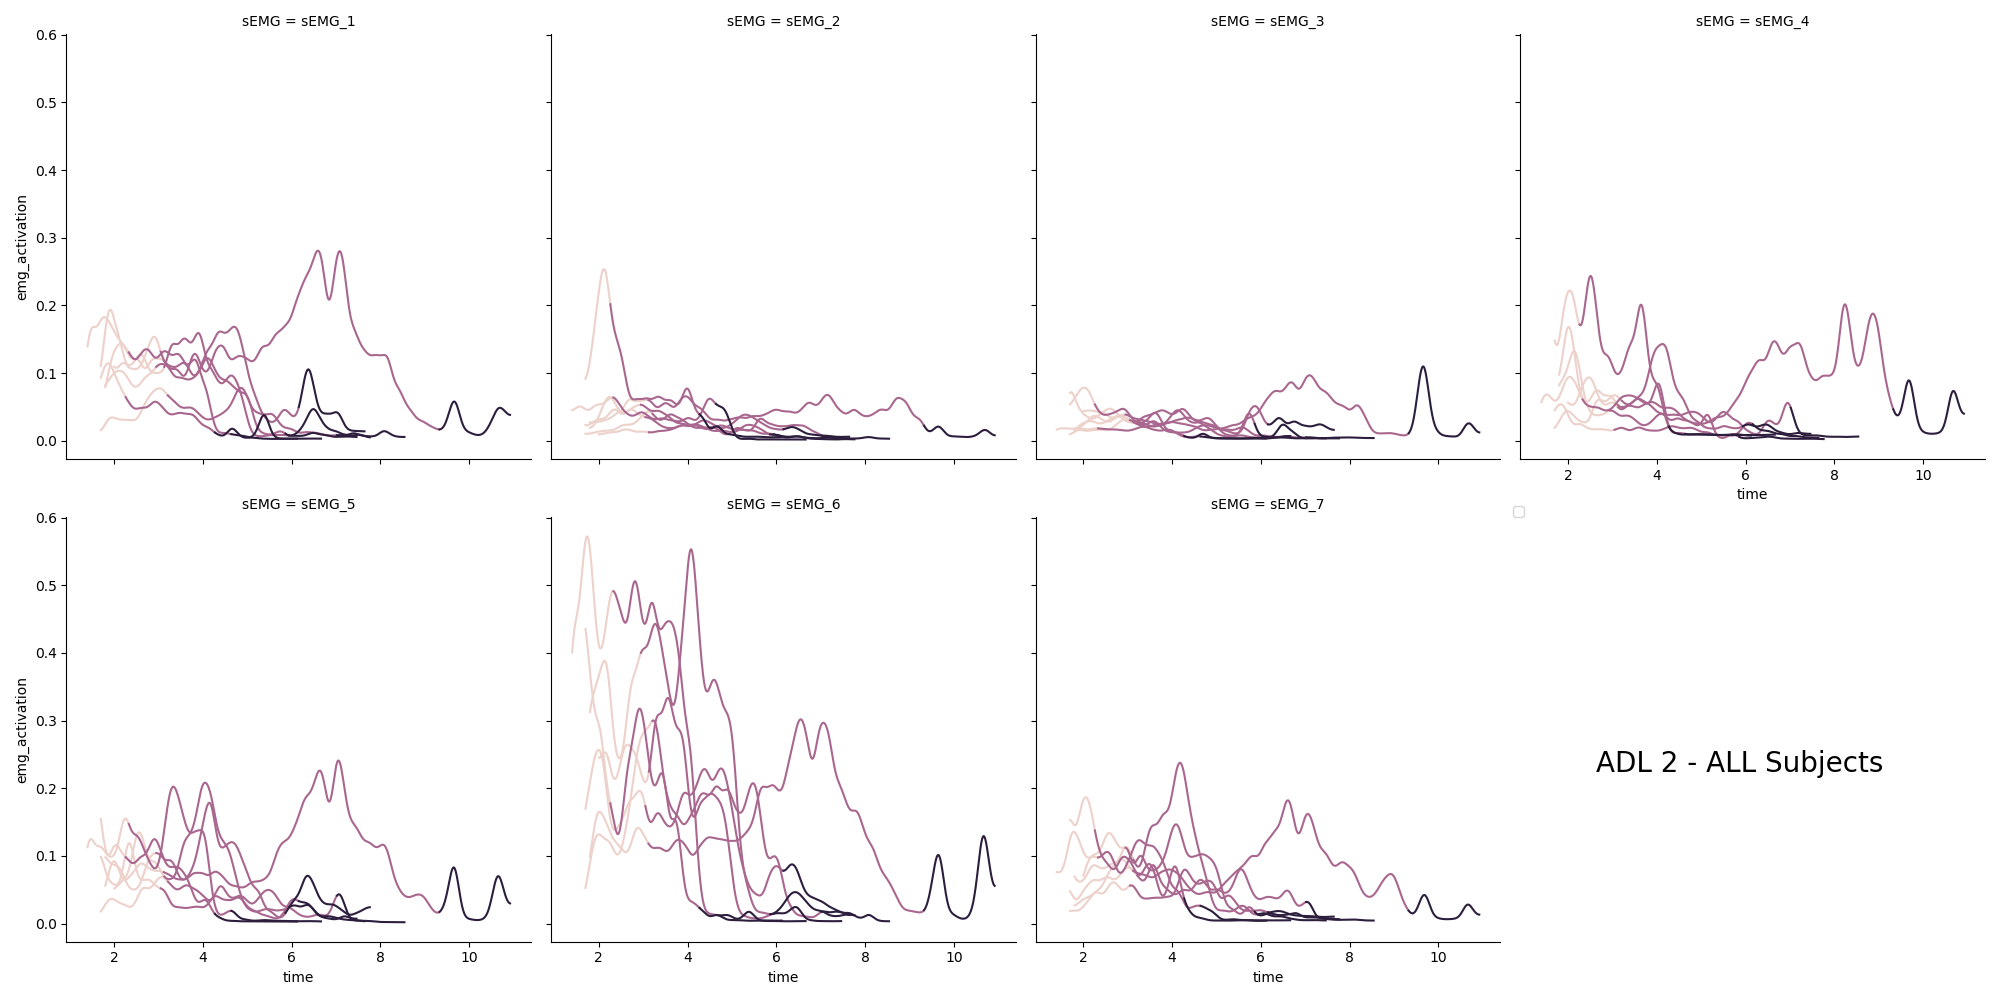 sEMG = sEMG_1
sEMG = sEMG_2
sEMG = sEMG_3
sEMG = sEMG_4
0.6
0.5
0.4
0.3
0.2
0.1
0.0
emg_activation
2 4 6 8 10
time
sEMG = sEMG_5
sEMG = sEMG_6
sEMG = sEMG_7
0.6
0.5
0.4
0.3
0.2
0.1
0.0
emg_activation
ADL 2 - ALL Subjects
2 4 6 8 10
2 4 6 8 10
2 4 6 8 10
time
time
time